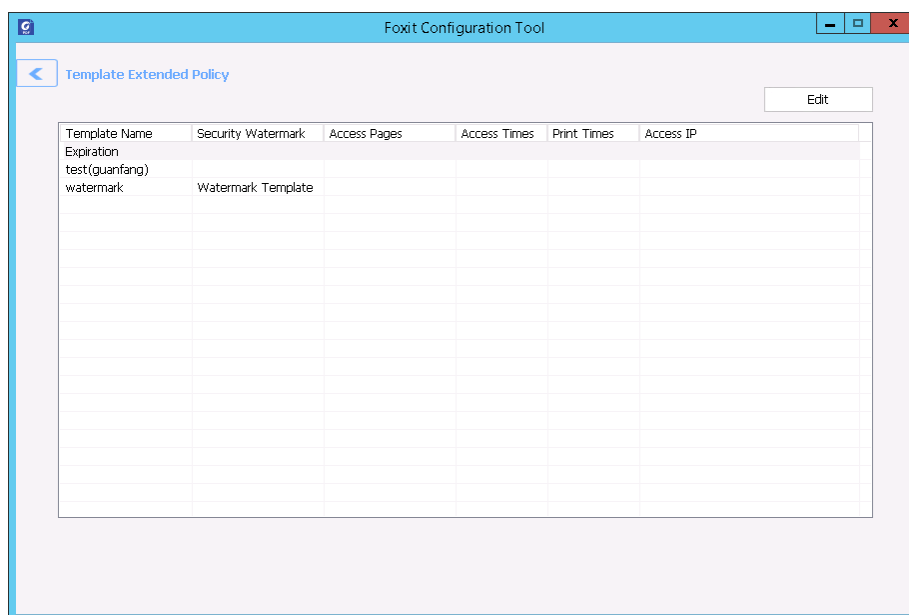 Foxit Configuration Tool
Template Extended Policy
Edit
Template Name Security Watermark Access Pages Access Times Print Times Access IP
Expiration
test(guanfang)
watermark Watermark Template